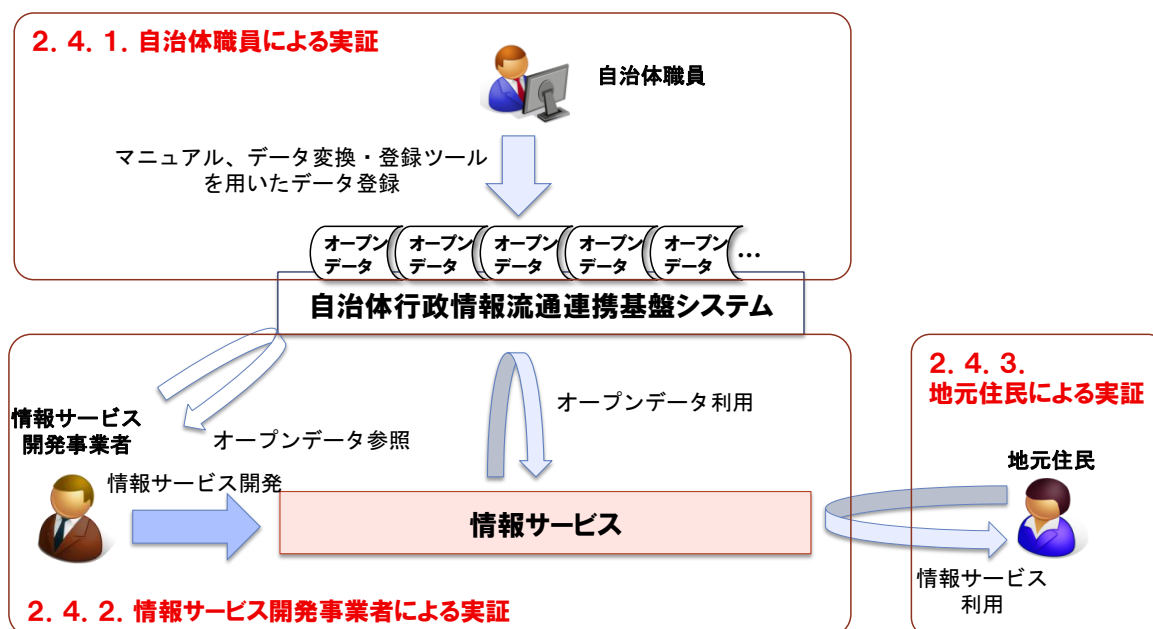 ２．４．１．自治体職員による実証
自治体職員
マニュアル、データ変換・登録ツール
を用いたデータ登録
オープン
データ
オープン
データ
オープン
データ
オープン
データ
オープン
データ
…
自治体行政情報流通連携基盤システム
情報サービス
開発事業者
オープンデータ参照
オープンデータ利用
情報サービス開発
情報サービス
２．４．２．情報サービス開発事業者による実証
２．４．３．
地元住民による実証
地元住民
情報サービス
利用